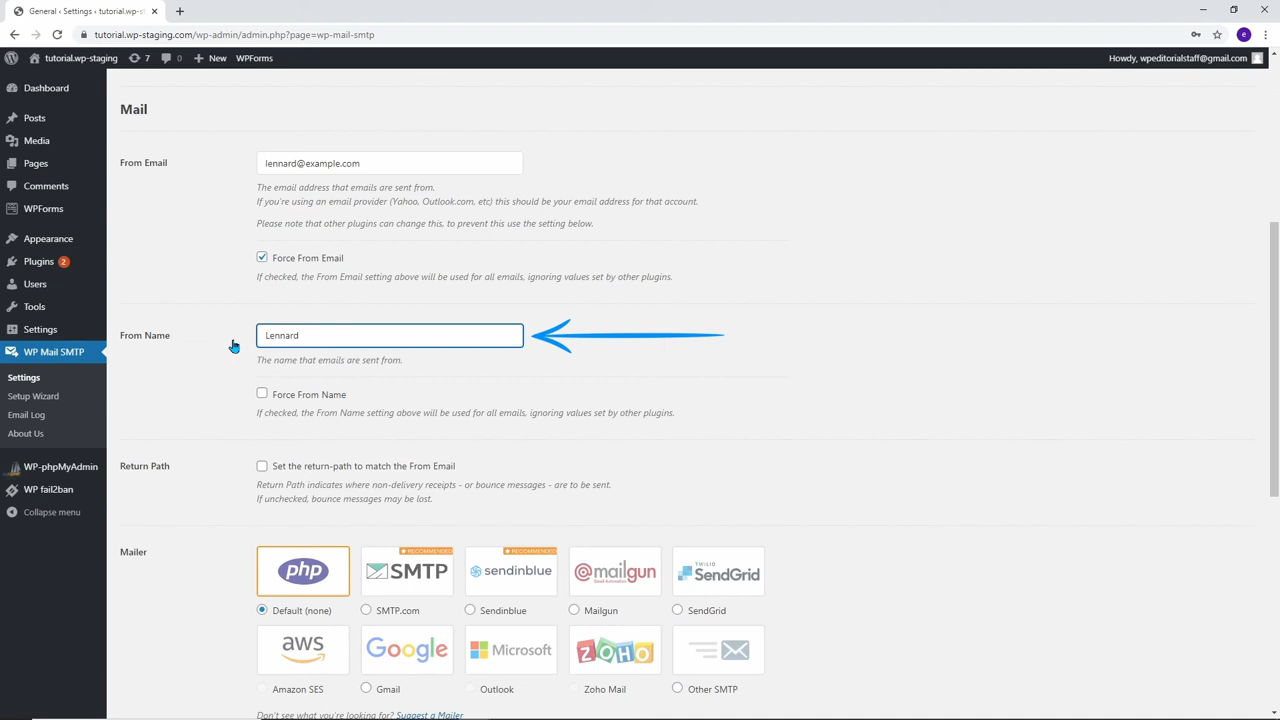 General ‹ Settings ‹ tutorial.wp-s
tutorial.wp-staging.com/wp-admin/admin.php?page=wp-mail-smtp
e
tutorial.wp-staging 7 0 New WPForms Howdy, wpeditorialstaff@gmail.com
Dashboard
Posts
Media
Pages
Comments
WPForms
Appearance
Plugins 2
Users
Tools
Settings
WP Mail SMTP
Settings
Setup Wizard
Email Log
About Us
WP-phpMyAdmin
WP fail2ban
Collapse menu
Mail
From Email
lennard@example.com
The email address that emails are sent from.
If you're using an email provider (Yahoo, Outlook.com, etc) this should be your email address for that account.
Please note that other plugins can change this, to prevent this use the setting below.
Force From Email
If checked, the From Email setting above will be used for all emails, ignoring values set by other plugins.
From Name
Lennard
The name that emails are sent from.
Force From Name
If checked, the From Name setting above will be used for all emails, ignoring values set by other plugins.
Return Path
Set the return-path to match the From Email
Return Path indicates where non-delivery receipts - or bounce messages - are to be sent.
If unchecked, bounce messages may be lost.
Mailer
RECOMMENDED RECOMMENDED
php SMTP sendinblue mailgun TWILIO SendGrid
Default (none) SMTP.com Sendinblue Mailgun SendGrid
aws Google Microsoft ZOHO
Amazon SES Gmail Outlook Zoho Mail Other SMTP
Don't see what you're looking for? Suggest a Mailer